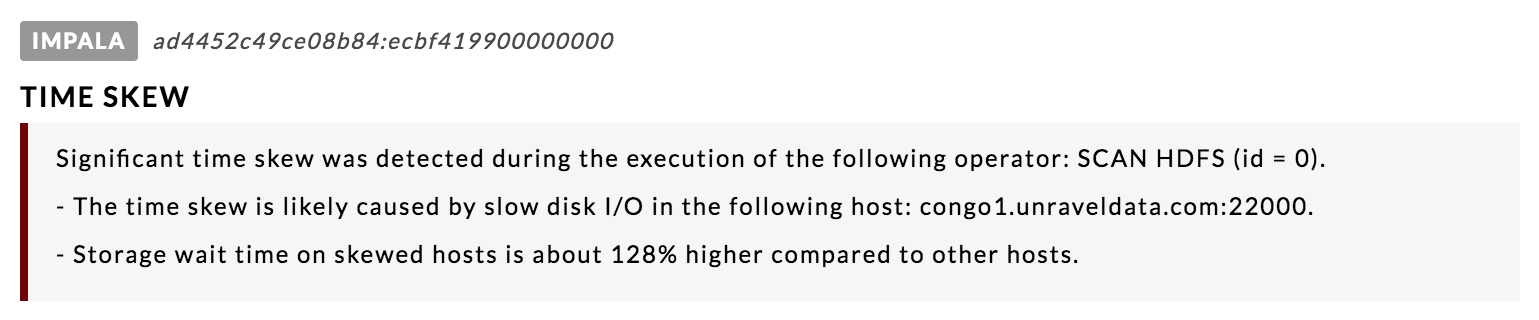 IMPALA ad4452c49ce08b84:ecbf419900000000
TIME SKEW
Significant time skew was detected during the execution of the following operator: SCAN HDFS (id = 0).
- The time skew is likely caused by slow disk I/O in the following host: congo1.unraveldata.com:22000.
- Storage wait time on skewed hosts is about 128% higher compared to other hosts.